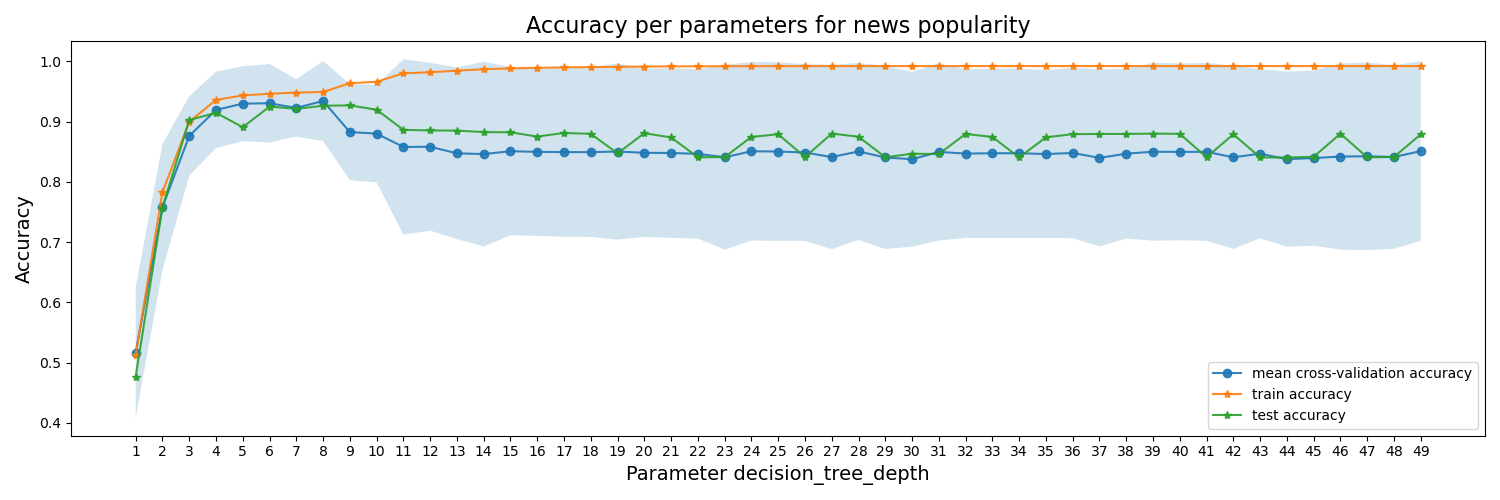 Accuracy per parameters for news popularity
1.0
0.9
0.8
0.7
0.6
0.5
0.4
Accuracy
mean cross-validation accuracy
train accuracy
test accuracy
1 2 3 4 5 6 7 8 9 10 11 12 13 14 15 16 17 18 19 20 21 22 23 24 25 26 27 28 29 30 31 32 33 34 35 36 37 38 39 40 41 42 43 44 45 46 47 48 49
Parameter decision_tree_depth